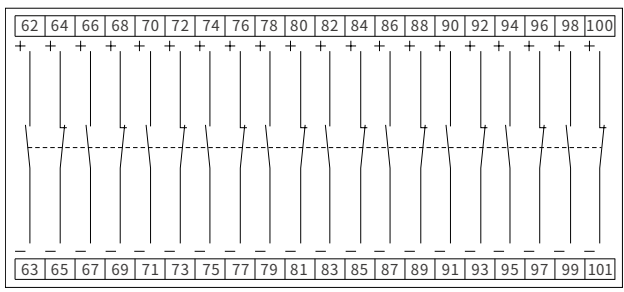 62 64 66 68 70 72 74 76 78 80 82 84 86 88 90 92 94 96 98 100
+ + + + + + + + + + + + + + + + + + + +
− − − − − − − − − − − − − − − − − − − −
63 65 67 69 71 73 75 77 79 81 83 85 87 89 91 93 95 97 99 101